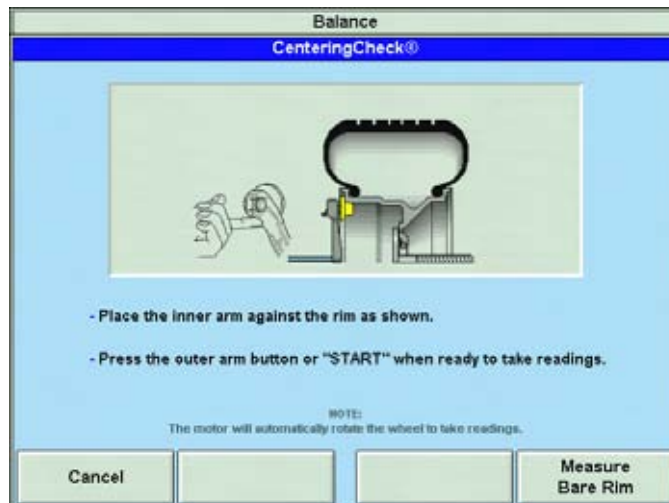 Balance
CenteringCheck®
- Place the inner arm against the rim as shown.
- Press the outer arm button or "START" when ready to take readings.
NOTE:
The motor will automatically rotate the wheel to take readings.
Cancel
Measure
Bare Rim